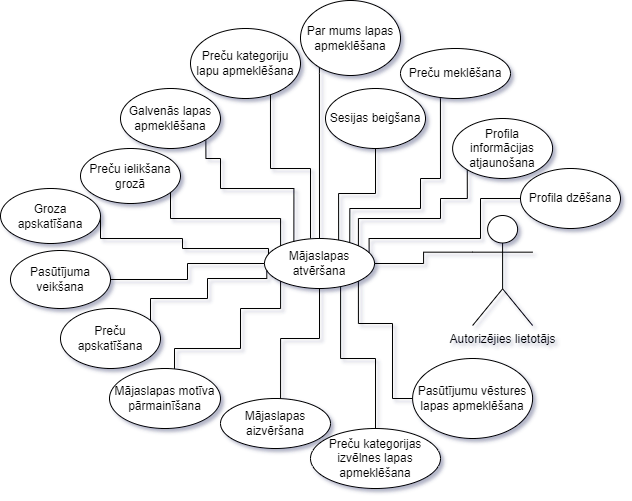 Par mums lapas
apmeklēšana
Preču kategoriju
lapu apmeklēšana
Preču meklēšana
Galvenās lapas
apmeklēšana
Sesijas beigšana
Profila
informācijas
atjaunošana
Preču ielikšana
grozā
Profila dzēšana
Groza
apskatīšana
Mājaslapas
atvēršana
Pasūtījuma
veikšana
Preču
apskatīšana
Autorizējies lietotājs
Mājaslapas motīva
pārmainīšana
Pasūtījumu vēstures
lapas apmeklēšana
Mājaslapas
aizvēršana
Preču kategorijas
izvēlnes lapas
apmeklēšana